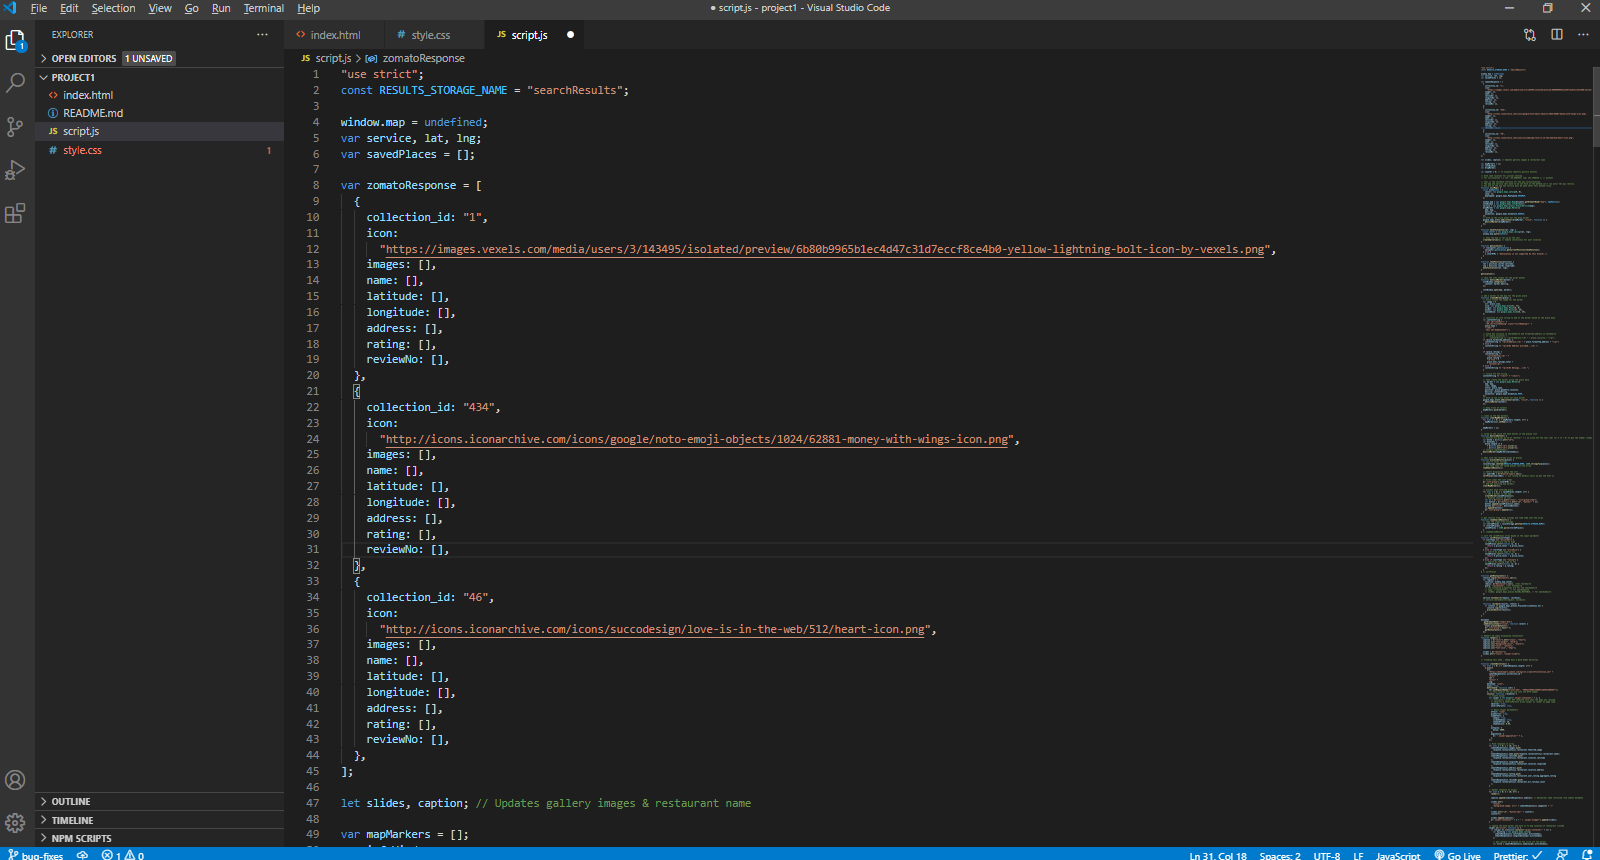 File Edit Selection View Go Run Terminal Help
● script.js - project1 - Visual Studio Code
EXPLORER
index.html
style.css
JS script.js
OPEN EDITORS 1 UNSAVED
JS script.js > zomatoResponse
PROJECT1
index.html
README.md
JS script.js
# style.css 1
1
1 "use strict";
2 const RESULTS_STORAGE_NAME = "searchResults";
3
4 window.map = undefined;
5 var service, lat, lng;
6 var savedPlaces = [];
7
8 var zomatoResponse = [
9 {
10 collection_id: "1",
11 icon:
12 "https://images.vexels.com/media/users/3/143495/isolated/preview/6b80b9965b1ec4d47c31d7eccf8ce4b0-yellow-lightning-bolt-icon-by-vexels.png",
13 images: [],
14 name: [],
15 latitude: [],
16 longitude: [],
17 address: [],
18 rating: [],
19 reviewNo: [],
20 },
21 {
22 collection_id: "434",
23 icon:
24 "http://icons.iconarchive.com/icons/google/noto-emoji-objects/1024/62881-money-with-wings-icon.png",
25 images: [],
26 name: [],
27 latitude: [],
28 longitude: [],
29 address: [],
30 rating: [],
31 reviewNo: [],
32 },
33 {
34 collection_id: "46",
35 icon:
36 "http://icons.iconarchive.com/icons/succodesign/love-is-in-the-web/512/heart-icon.png",
37 images: [],
38 name: [],
39 latitude: [],
40 longitude: [],
41 address: [],
42 rating: [],
43 reviewNo: [],
44 },
45 ];
46
47 let slides, caption; // Updates gallery images & restaurant name
48
49 var mapMarkers = [];
OUTLINE
TIMELINE
NPM SCRIPTS
bug-fixes 1 0
Ln 31, Col 18 Spaces: 2 UTF-8 LF JavaScript Go Live Prettier: ✓